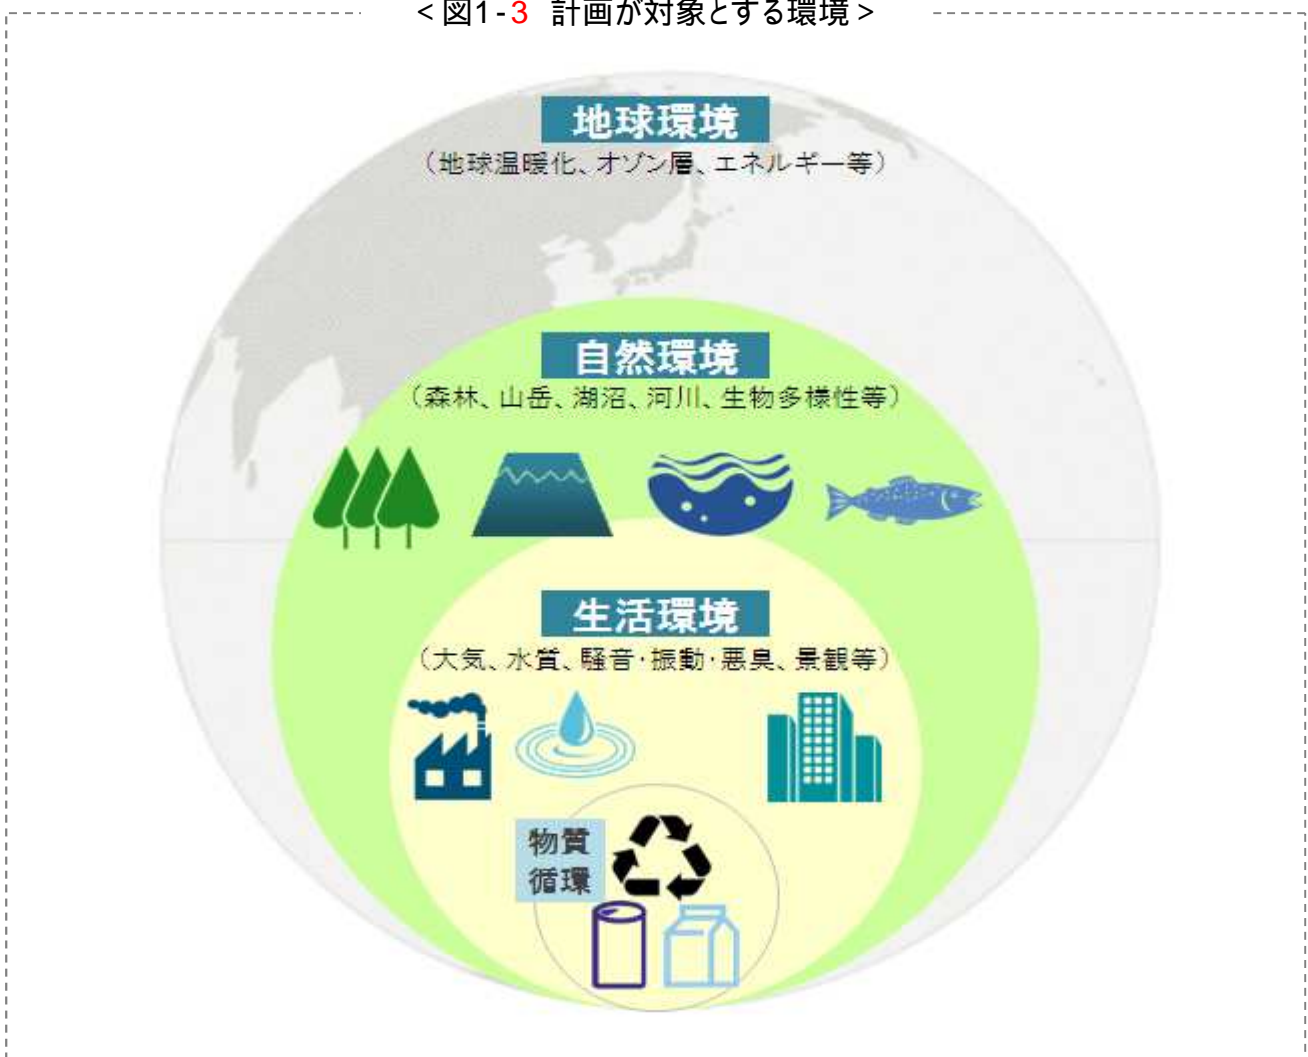 <図1-3 計画が対象とする環境>
地球環境
（地球温暖化、オゾン層、エネルギー等）
自然環境
（森林、山岳、湖沼、河川、生物多様性等）
生活環境
（大気、水質、騒音・振動・悪臭、景観等）
物質
循環